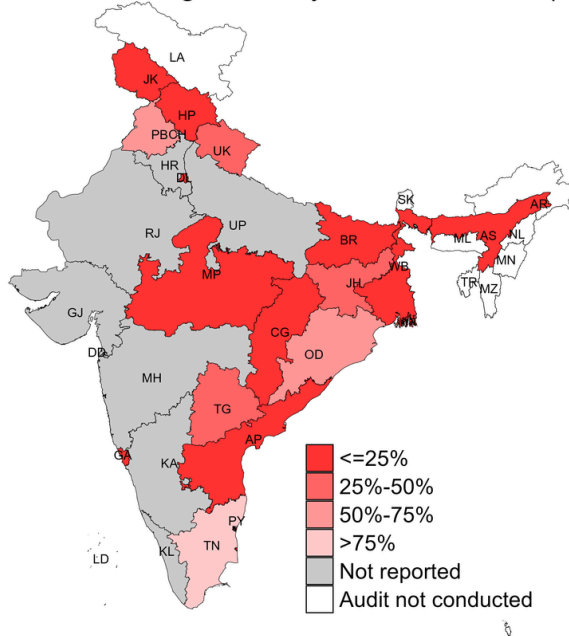 LA
JK
HP
PBCH
UK
HR
DL
RJ
UP
SK
AR
BR
ML
AS
NL
MN
WB
TR
MZ
MP
JH
GJ
CG
OD
DD
MH
TG
AP
GA
KA
PY
KL
TN
LD
<=25%
25%-50%
50%-75%
>75%
Not reported
Audit not conducted